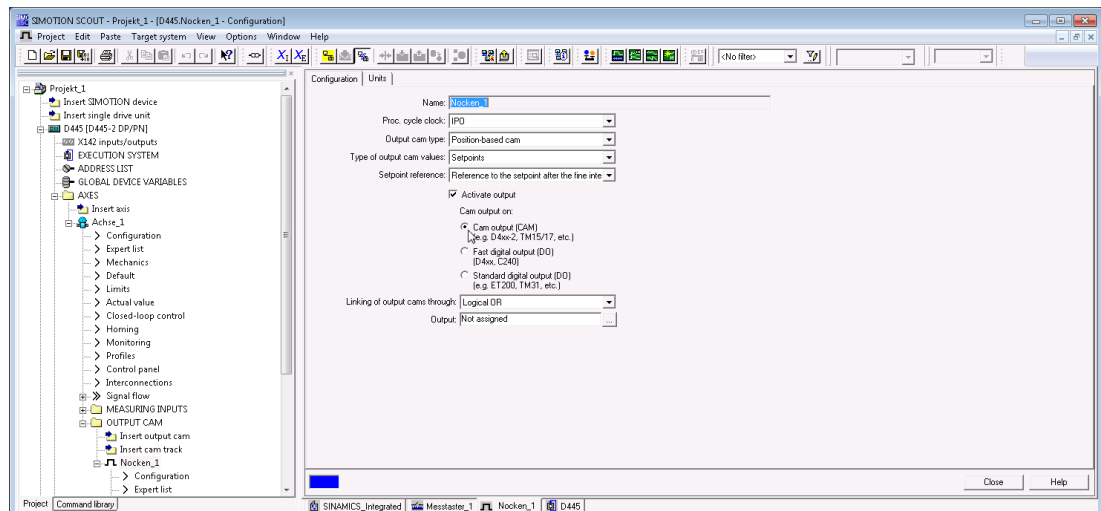 SIMOTION SCOUT - Projekt_1 - [D445.Nocken_1 - Configuration]
Project Edit Paste Target system View Options Window Help
<No filter>
Projekt_1
Insert SIMOTION device
Insert single drive unit
D445 [D445-2 DP/PN]
X142 inputs/outputs
EXECUTION SYSTEM
ADDRESS LIST
GLOBAL DEVICE VARIABLES
AXES
Insert axis
Achse_1
Configuration
Expert list
Mechanics
Default
Limits
Actual value
Closed-loop control
Homing
Monitoring
Profiles
Control panel
Interconnections
Signal flow
MEASURING INPUTS
OUTPUT CAM
Insert output cam
Insert cam track
Nocken_1
Configuration
Expert list
Project Command library
Configuration Units
Name: Nocken_1
Proc. cycle clock: IPO
Output cam type: Position-based cam
Type of output cam values: Setpoints
Setpoint reference: Reference to the setpoint after the fine inte
Activate output
Cam output on:
Cam output (CAM)
(e.g. D4xx-2, TM15/17, etc.)
Fast digital output (DO)
(D4xx, C240)
Standard digital output (DO)
(e.g. ET200, TM31, etc.)
Linking of output cams through: Logical OR
Output: Not assigned ...
Close Help
SINAMICS_Integrated Messtaster_1 Nocken_1 D445